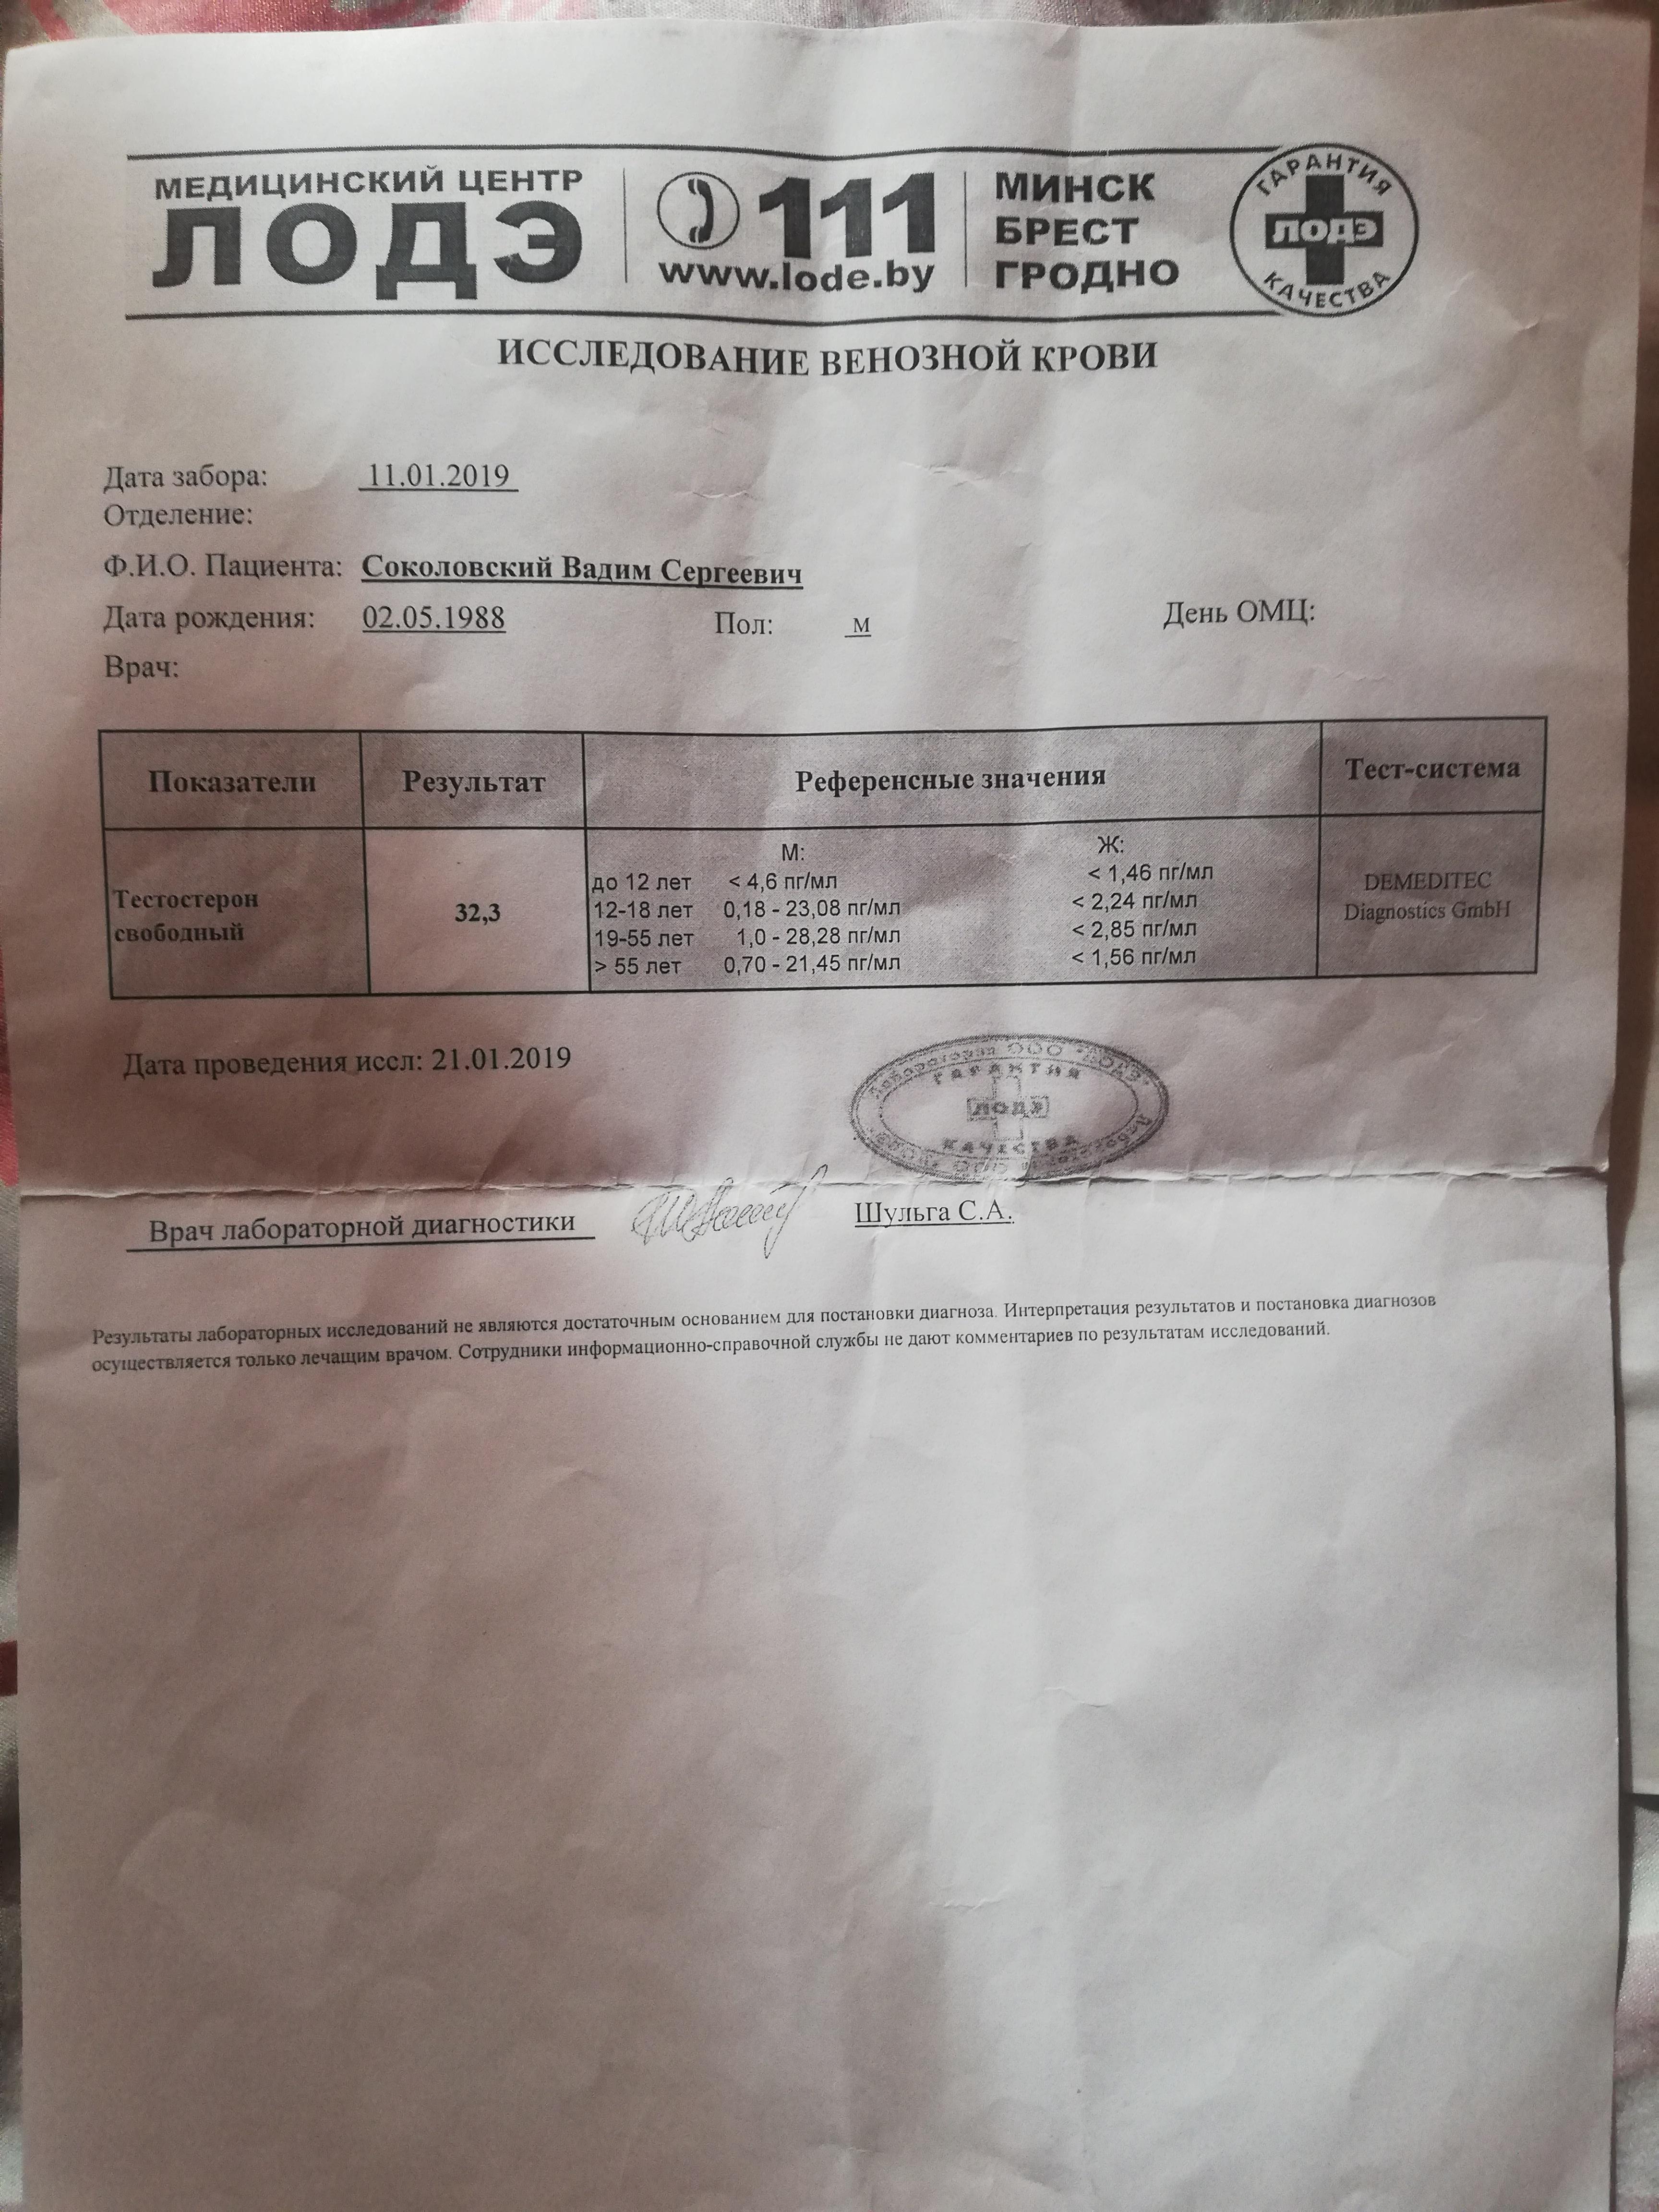 МЕДИЦИНСКИЙ ЦЕНТР
ЛОДЭ
111
www.lode.by
МИНСК
БРЕСТ
ГРОДНО
ГАРАНТИЯ
ЛОДЭ
КАЧЕСТВА
ИССЛЕДОВАНИЕ ВЕНОЗНОЙ КРОВИ
Дата забора: 11.01.2019
Отделение:
Ф.И.О. Пациента: Соколовский Вадим Сергеевич
Дата рождения: 02.05.1988 Пол: м День ОМЦ:
Врач:
Показатели Результат Референсные значения Тест-система
М: Ж:
до 12 лет < 4,6 пг/мл < 1,46 пг/мл
12-18 лет 0,18 - 23,08 пг/мл < 2,24 пг/мл
19-55 лет 1,0 - 28,28 пг/мл < 2,85 пг/мл
> 55 лет 0,70 - 21,45 пг/мл < 1,56 пг/мл
Тестостерон
свободный
32,3
DEMEDITEC
Diagnostics GmbH
Дата проведения иссл: 21.01.2019
Лаборатория ООО "ЛОДЭ"
ГАРАНТИЯ
ЛОДЭ
КАЧЕСТВА
Врач лабораторной диагностики Шульга С.А.
Результаты лабораторных исследований не являются достаточным основанием для постановки диагноза. Интерпретация результатов и постановка диагнозов
осуществляется только лечащим врачом. Сотрудники информационно-справочной службы не дают комментариев по результатам исследований.